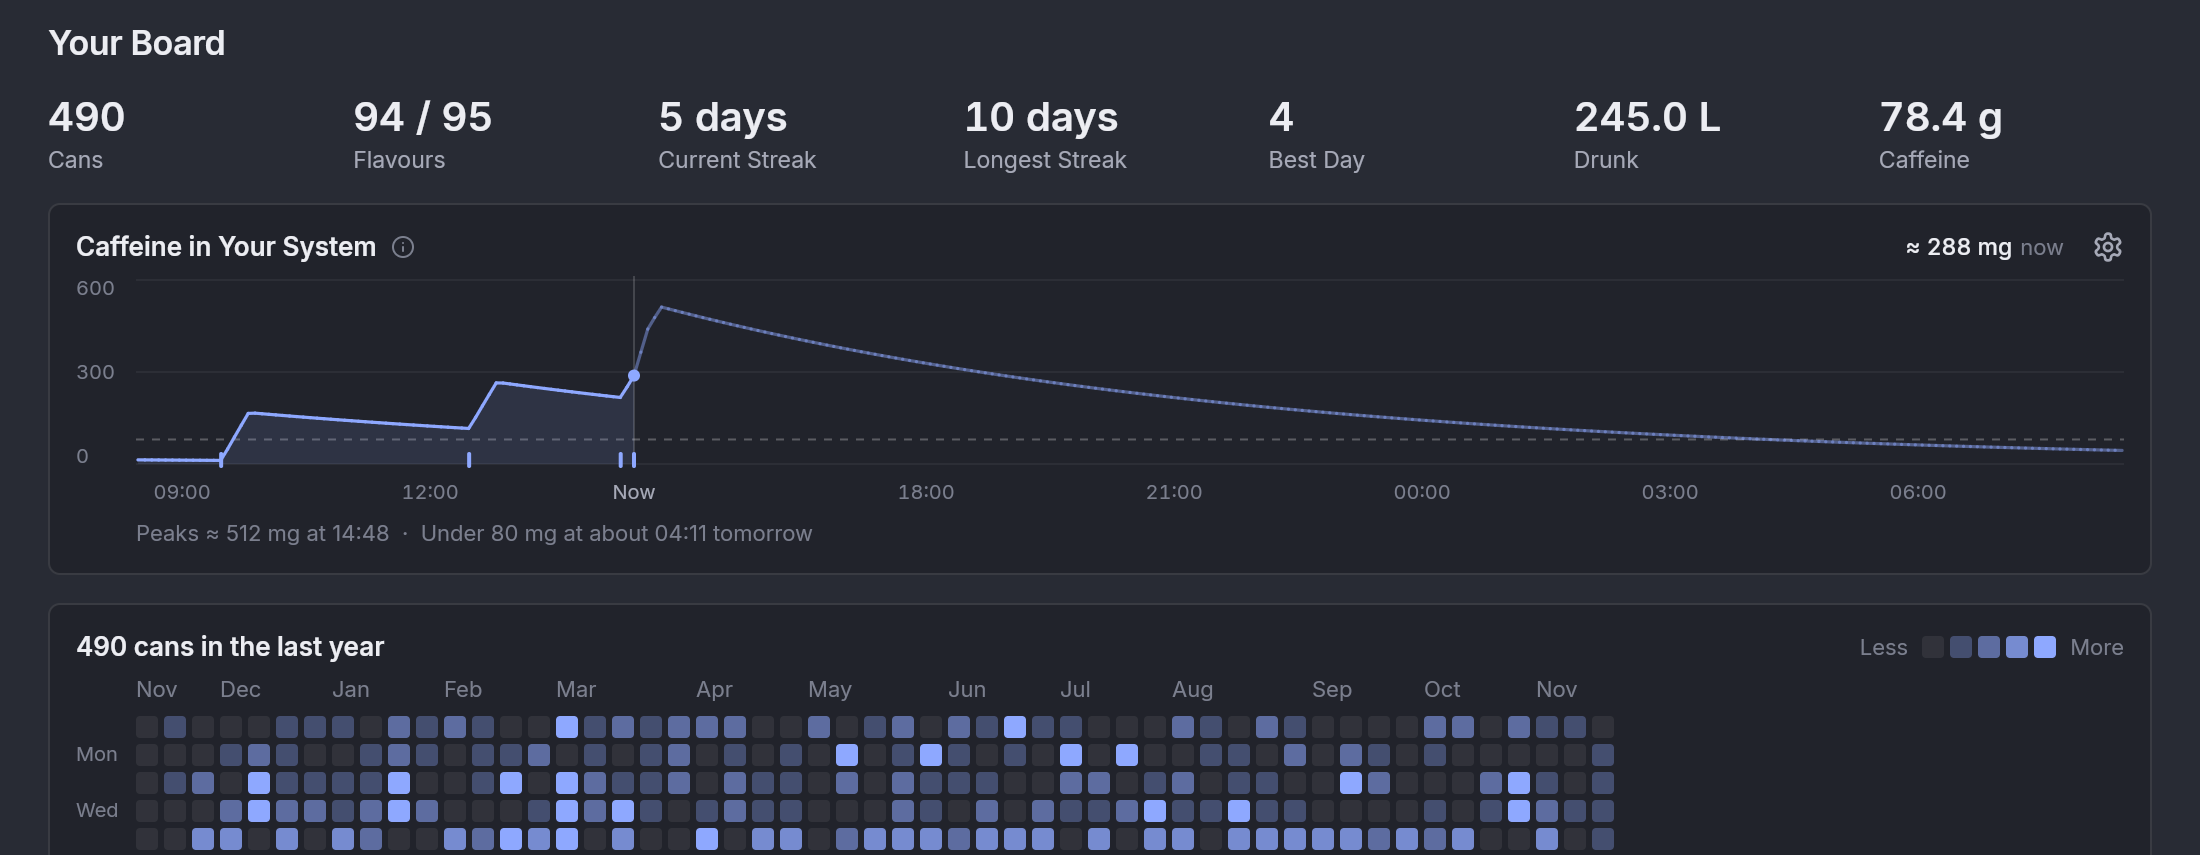 Your Board
490
Cans
94 / 95
Flavours
5 days
Current Streak
10 days
Longest Streak
4
Best Day
245.0 L
Drunk
78.4 g
Caffeine
Caffeine in Your System
≈ 288 mg now
600
300
0
09:00 12:00 Now 18:00 21:00 00:00 03:00 06:00
Peaks ≈ 512 mg at 14:48 · Under 80 mg at about 04:11 tomorrow
490 cans in the last year
Less More
Nov Dec Jan Feb Mar Apr May Jun Jul Aug Sep Oct Nov
Mon
Wed